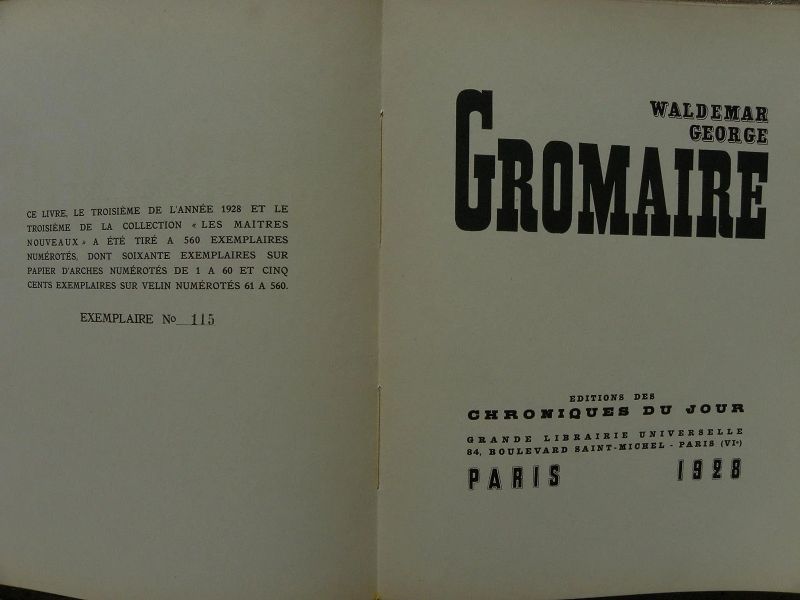 CE LIVRE, LE TROISIÈME DE L'ANNÉE 1928 ET LE
TROISIÈME DE LA COLLECTION « LES MAITRES
NOUVEAUX » A ÉTÉ TIRÉ A 560 EXEMPLAIRES
NUMÉROTÉS, DONT SOIXANTE EXEMPLAIRES SUR
PAPIER D'ARCHES NUMÉROTÉS DE 1 A 60 ET CINQ
CENTS EXEMPLAIRES SUR VELIN NUMÉROTÉS 61 A 560.
EXEMPLAIRE No 115
WALDEMAR
GEORGE
GROMAIRE
EDITIONS DES
CHRONIQUES DU JOUR
GRANDE LIBRAIRIE UNIVERSELLE
84, BOULEVARD SAINT-MICHEL - PARIS (VIe)
PARIS 1928